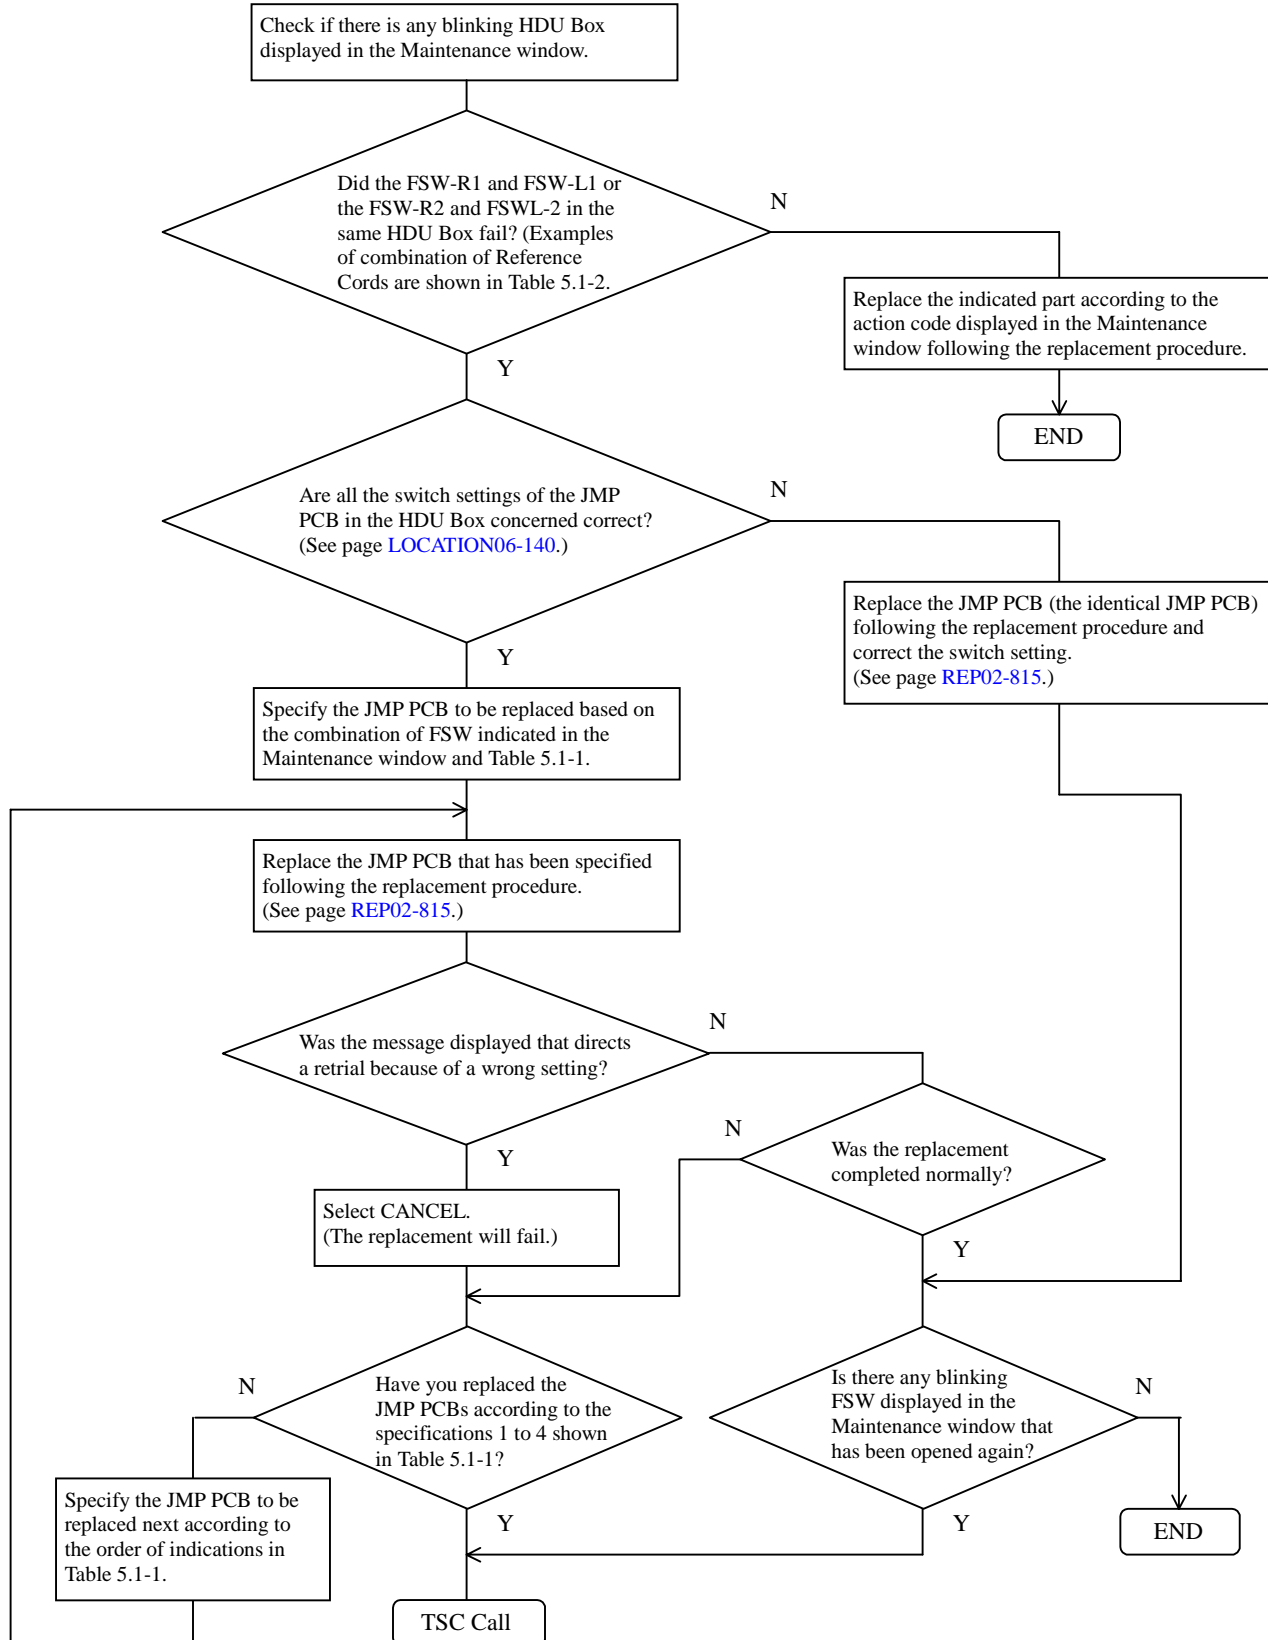 Check if there is any blinking HDU Box
displayed in the Maintenance window.
Did the FSW-R1 and FSW-L1 or
the FSW-R2 and FSWL-2 in the
same HDU Box fail? (Examples
of combination of Reference
Cords are shown in Table 5.1-2.
N
Replace the indicated part according to the
action code displayed in the Maintenance
window following the replacement procedure.
Y
END
Are all the switch settings of the JMP
PCB in the HDU Box concerned correct?
(See page LOCATION06-140.)
N
Replace the JMP PCB (the identical JMP PCB)
following the replacement procedure and
correct the switch setting.
(See page REP02-815.)
Y
Specify the JMP PCB to be replaced based on
the combination of FSW indicated in the
Maintenance window and Table 5.1-1.
Replace the JMP PCB that has been specified
following the replacement procedure.
(See page REP02-815.)
Was the message displayed that directs
a retrial because of a wrong setting?
N
Y
Was the replacement
completed normally?
N
Y
Select CANCEL.
(The replacement will fail.)
Have you replaced the
JMP PCBs according to the
specifications 1 to 4 shown
in Table 5.1-1?
N
Y
Is there any blinking
FSW displayed in the
Maintenance window that
has been opened again?
N
Y
Specify the JMP PCB to be
replaced next according to
the order of indications in
Table 5.1-1.
END
TSC Call